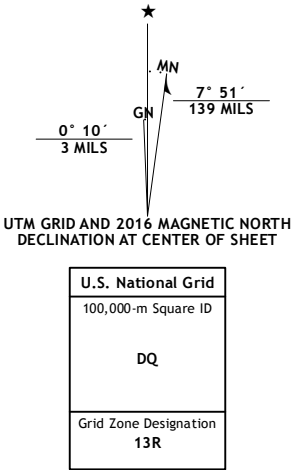 MN
7° 51´
139 MILS
GN
0° 10´
3 MILS
UTM GRID AND 2016 MAGNETIC NORTH
DECLINATION AT CENTER OF SHEET
U.S. National Grid
100,000-m Square ID
DQ
Grid Zone Designation
13R